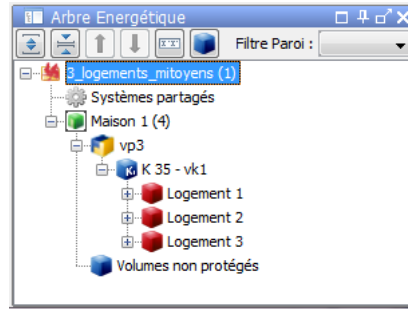 Arbre Energétique
Filtre Paroi :
3_logements_mitoyens (1)
Systèmes partagés
Maison 1 (4)
vp3
K 35 - vk1
Logement 1
Logement 2
Logement 3
Volumes non protégés